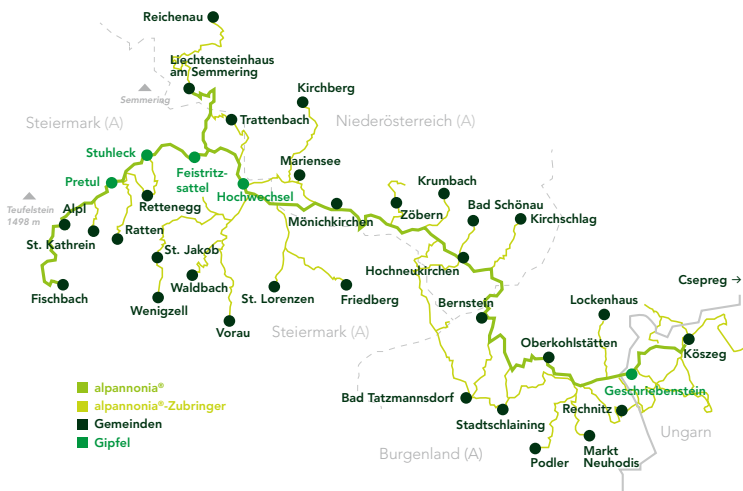 Reichenau
Liechtensteinhaus
am Semmering
Semmering
Kirchberg
Steiermark (A)
Trattenbach
Niederösterreich (A)
Stuhleck
Feistritz-
sattel
Mariensee
Pretul
Hochwechsel
Krumbach
Teufelstein
1498 m
Alpl
Rettenegg
Mönichkirchen
Zöbern
Bad Schönau
Kirchschlag
St. Kathrein
Ratten
St. Jakob
Hochneukirchen
Fischbach
Waldbach
Wenigzell
St. Lorenzen
Friedberg
Csepreg →
Vorau
Steiermark (A)
Bernstein
Lockenhaus
Oberkohlstätten
Köszeg
Geschriebenstein
alpannonia®
alpannonia®-Zubringer
Gemeinden
Gipfel
Bad Tatzmannsdorf
Stadtschlaining
Rechnitz
Ungarn
Burgenland (A)
Podler
Markt
Neuhodis